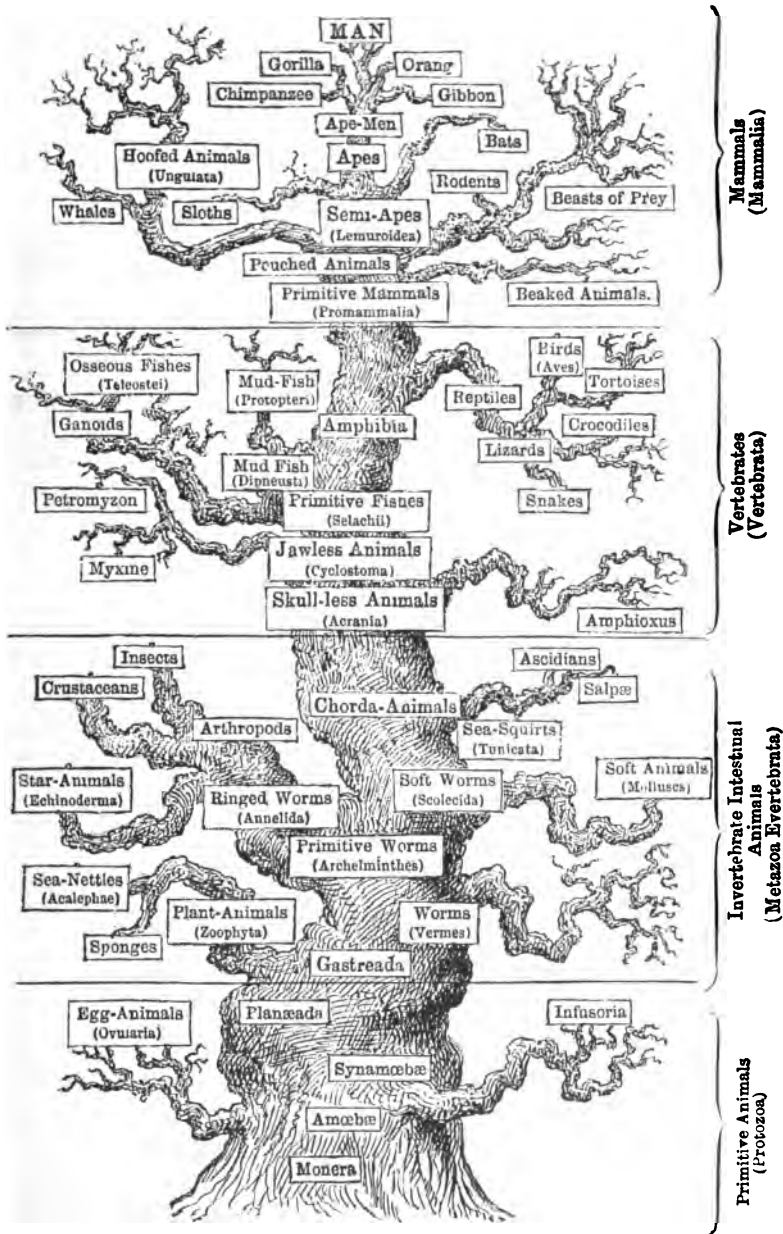 MAN
Gorilla
Orang
Chimpanzee
Gibbon
Ape-Men
Bats
Apes
Hoofed Animals
(Ungulata)
Rodents
Beasts of Prey
Whales
Sloths
Semi-Apes
(Lemuroidea)
Pouched Animals
Primitive Mammals
(Promammalia)
Beaked Animals.
Mammals
(Mammalia)
Osseous Fishes
(Teleostei)
Mud-Fish
(Protopteri)
Birds
(Aves)
Tortoises
Reptiles
Ganoids
Amphibia
Crocodiles
Lizards
Mud Fish
(Dipneusti)
Petromyzon
Primitive Fishes
(Selachii)
Snakes
Jawless Animals
(Cyclostoma)
Myxine
Skull-less Animals
(Acrania)
Amphioxus
Vertebrates
(Vertebrata)
Insects
Ascidians
Crustaceans
Salpæ
Chorda-Animals
Arthropods
Sea-Squirts
(Tunicata)
Star-Animals
(Echinoderma)
Soft Worms
(Scolecida)
Soft Animals
(Mollusca)
Ringed Worms
(Annelida)
Primitive Worms
(Archelminthes)
Sea-Nettles
(Acalephae)
Plant-Animals
(Zoophyta)
Worms
(Vermes)
Sponges
Gastreada
Invertebrate Intestinal
Animals
(Metazoa Evertebrata)
Egg-Animals
(Ovularia)
Planæada
Infusoria
Synamœbæ
Amœbæ
Monera
Primitive Animals
(Protozoa)